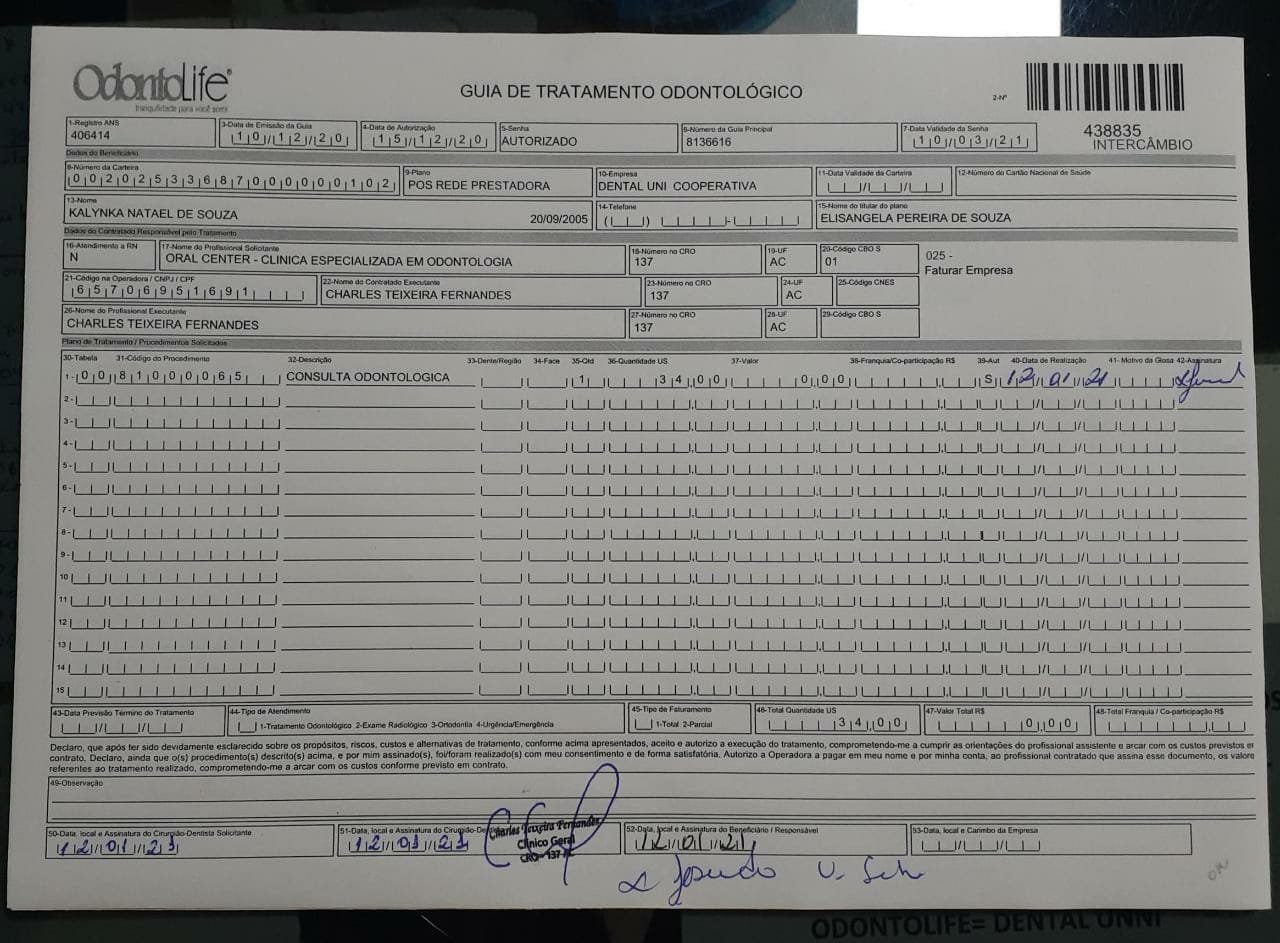 OdontoLife®
tranquilidade para você sorrir
GUIA DE TRATAMENTO ODONTOLÓGICO
2-Nº
438835
INTERCÂMBIO
1-Registro ANS
406414
3-Data de Emissão da Guia
10/12/20
4-Data de Autorização
15/12/20
5-Senha
AUTORIZADO
6-Número da Guia Principal
8136616
7-Data Validade da Senha
10/03/21
Dados do Beneficiário
8-Número da Carteira
00202533687000000102
9-Plano
POS REDE PRESTADORA
10-Empresa
DENTAL UNI COOPERATIVA
11-Data Validade da Carteira
12-Número do Cartão Nacional de Saúde
13-Nome
KALYNKA NATAEL DE SOUZA 20/09/2005
14-Telefone
15-Nome do titular do plano
ELISANGELA PEREIRA DE SOUZA
Dados do Contratado Responsável pelo Tratamento
16-Atendimento a RN
N
17-Nome do Profissional Solicitante
ORAL CENTER - CLINICA ESPECIALIZADA EM ODONTOLOGIA
18-Número no CRO
137
19-UF
AC
20-Código CBO S
01
025 -
Faturar Empresa
21-Código na Operadora / CNPJ / CPF
65706951691
22-Nome do Contratado Executante
CHARLES TEIXEIRA FERNANDES
23-Número no CRO
137
24-UF
AC
25-Código CNES
26-Nome do Profissional Executante
CHARLES TEIXEIRA FERNANDES
27-Número no CRO
137
28-UF
AC
29-Código CBO S
Plano de Tratamento / Procedimentos Solicitados
30-Tabela 31-Código do Procedimento 32-Descrição 33-Dente/Região 34-Face 35-Qtd 36-Quantidade US 37-Valor 38-Franquia/Co-participação R$ 39-Aut 40-Data de Realização 41- Motivo da Glosa 42-Assinatura
1- 00 81000065 CONSULTA ODONTOLOGICA 1 34,00 0,00 S 12/01/21
2-
3-
4-
5-
6-
7-
8-
9-
10
11
12
13
14
15
43-Data Previsão Término do Tratamento
44-Tipo de Atendimento
1-Tratamento Odontológico 2-Exame Radiológico 3-Ortodontia 4-Urgência/Emergência
45-Tipo de Faturamento
1-Total 2-Parcial
46-Total Quantidade US
34,00
47-Valor Total R$
0,00
48-Total Franquia / Co-participação R$
Declaro, que após ter sido devidamente esclarecido sobre os propósitos, riscos, custos e alternativas de tratamento, conforme acima apresentados, aceito e autorizo a execução do tratamento, comprometendo-me a cumprir as orientações do profissional assistente e arcar com os custos previstos em
contrato. Declaro, ainda que o(s) procedimento(s) descrito(s) acima, e por mim assinado(s), foi/foram realizado(s) com meu consentimento e de forma satisfatória. Autorizo a Operadora a pagar em meu nome e por minha conta, ao profissional contratado que assina esse documento, os valores
referentes ao tratamento realizado, comprometendo-me a arcar com os custos conforme previsto em contrato.
49-Observação
50-Data, local e Assinatura do Cirurgião-Dentista Solicitante
12/01/21
51-Data, local e Assinatura do Cirurgião-Dentista
12/01/21
Charles Teixeira Fernandes
Clínico Geral
CRO - 137 AC
52-Data, local e Assinatura do Beneficiário / Responsável
12/01/21
53-Data, local e Carimbo da Empresa
ODONTOLIFE= DENTAL UNNI